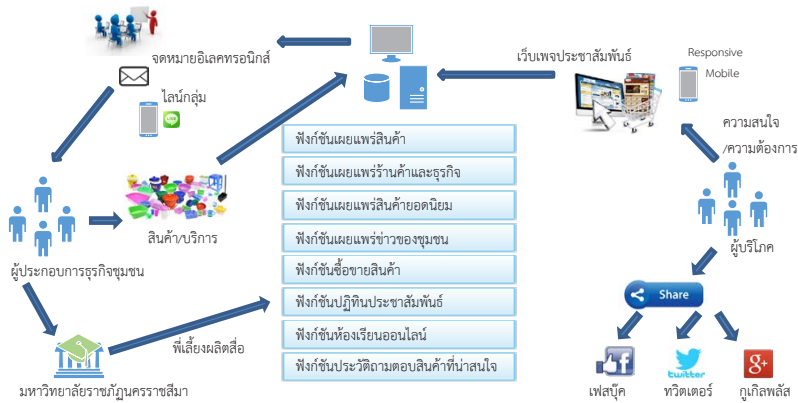 จดหมายอิเลคทรอนิกส์
ไลน์กลุ่ม
LINE
เว็บเพจประชาสัมพันธ์
Responsive
Mobile
ความสนใจ
/ความต้องการ
ฟังก์ชันเผยแพร่สินค้า
ฟังก์ชันเผยแพร่ร้านค้าและธุรกิจ
ฟังก์ชันเผยแพร่สินค้ายอดนิยม
ฟังก์ชันเผยแพร่ข่าวของชุมชน
ฟังก์ชันซื้อขายสินค้า
ฟังก์ชันปฏิทินประชาสัมพันธ์
ฟังก์ชันห้องเรียนออนไลน์
ฟังก์ชันประวัติถามตอบสินค้าที่น่าสนใจ
สินค้า/บริการ
ผู้ประกอบการธุรกิจชุมชน
ผู้บริโภค
Share
พี่เลี้ยงผลิตสื่อ
มหาวิทยาลัยราชภัฏนครราชสีมา
twitter
g+
เฟสบุ๊ค
ทวิตเตอร์
กูเกิลพลัส